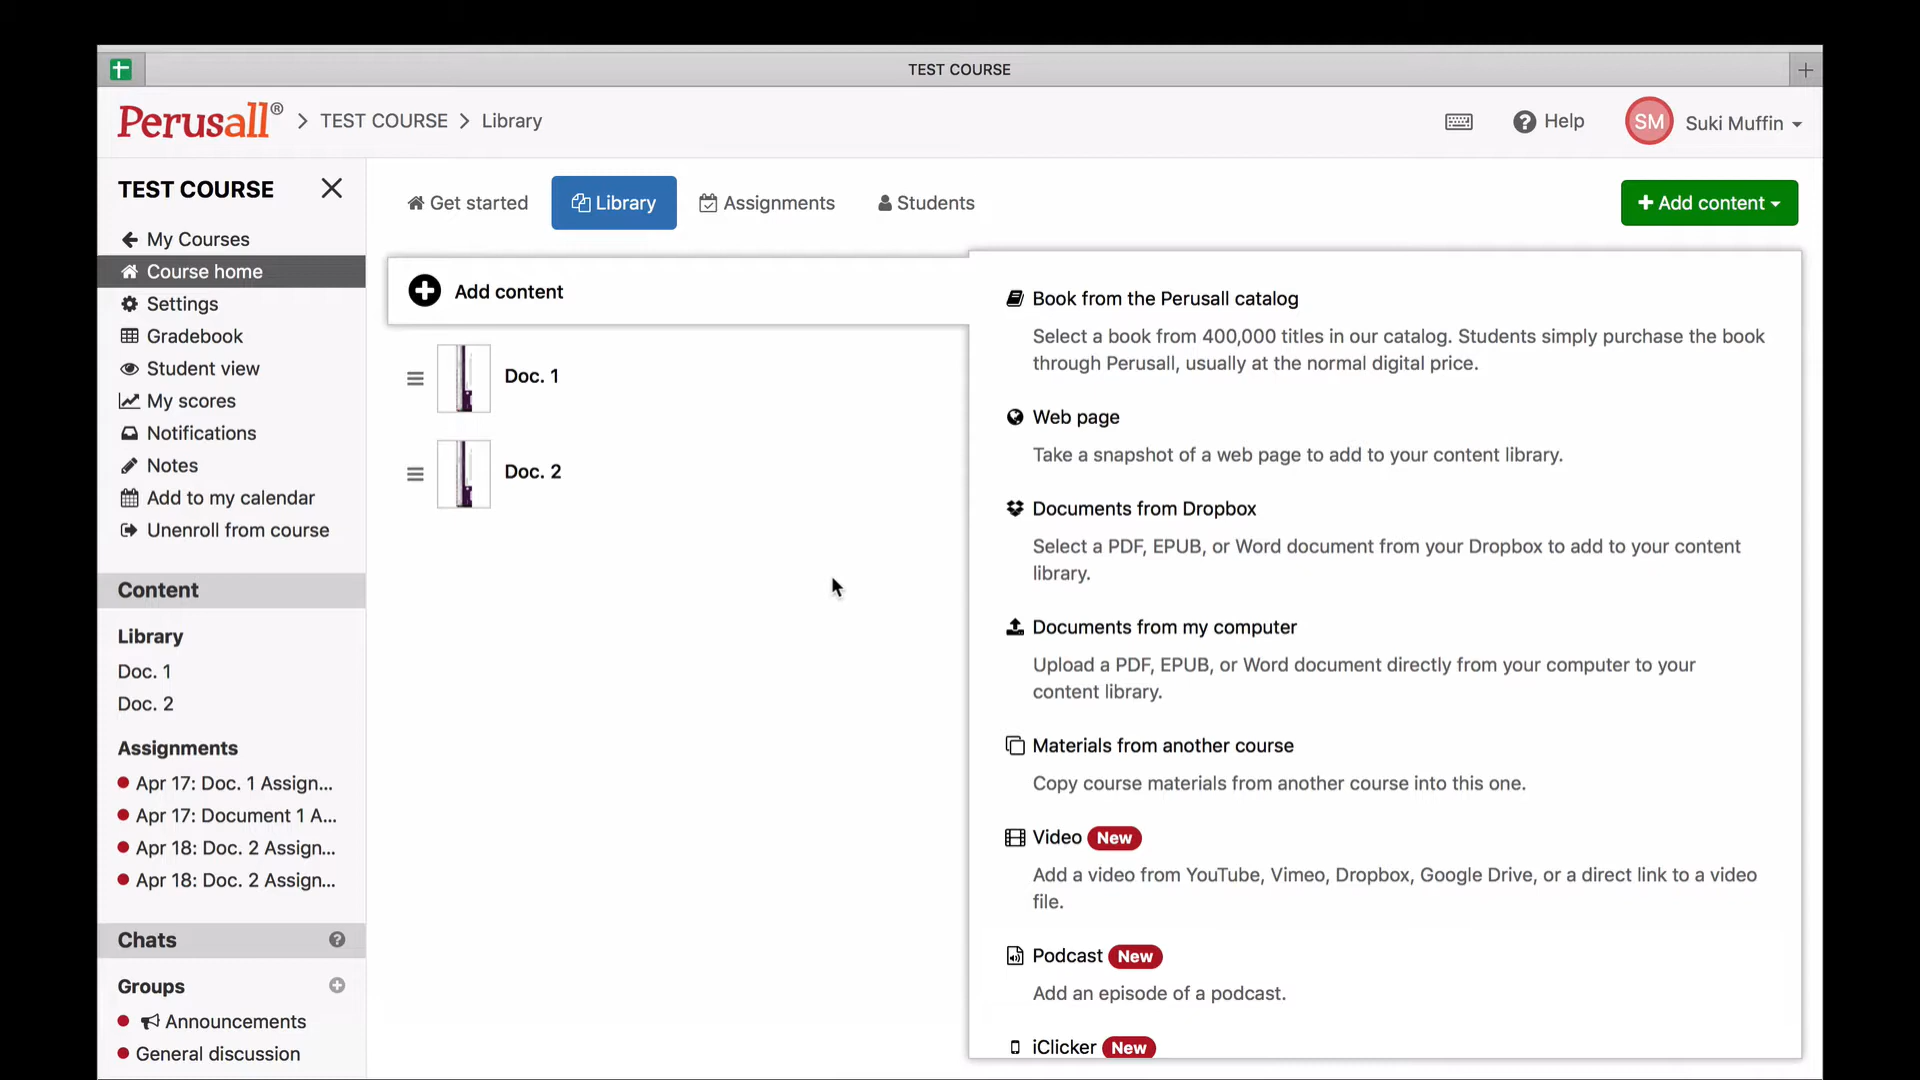 TEST COURSE
Perusall® > TEST COURSE > Library
Help
SM
Suki Muffin
TEST COURSE
My Courses
Course home
Settings
Gradebook
Student view
My scores
Notifications
Notes
Add to my calendar
Unenroll from course
Content
Library
Doc. 1
Doc. 2
Assignments
Apr 17: Doc. 1 Assign...
Apr 17: Document 1 A...
Apr 18: Doc. 2 Assign...
Apr 18: Doc. 2 Assign...
Chats
Groups
Announcements
General discussion
Get started
Library
Assignments
Students
+ Add content
Add content
Doc. 1
Doc. 2
Book from the Perusall catalog
Select a book from 400,000 titles in our catalog. Students simply purchase the book
through Perusall, usually at the normal digital price.
Web page
Take a snapshot of a web page to add to your content library.
Documents from Dropbox
Select a PDF, EPUB, or Word document from your Dropbox to add to your content
library.
Documents from my computer
Upload a PDF, EPUB, or Word document directly from your computer to your
content library.
Materials from another course
Copy course materials from another course into this one.
Video New
Add a video from YouTube, Vimeo, Dropbox, Google Drive, or a direct link to a video
file.
Podcast New
Add an episode of a podcast.
iClicker New